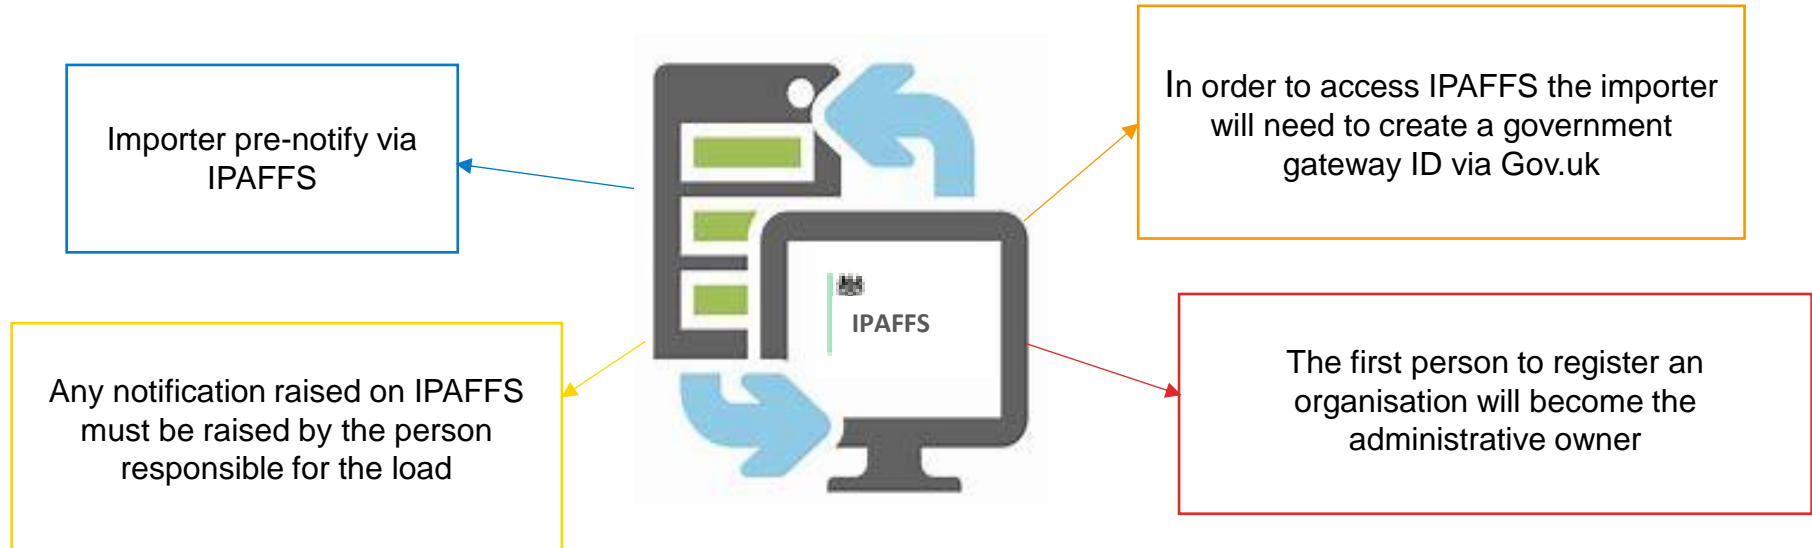 Importer pre-notify via
IPAFFS
In order to access IPAFFS the importer
will need to create a government
gateway ID via Gov.uk
IPAFFS
Any notification raised on IPAFFS
must be raised by the person
responsible for the load
The first person to register an
organisation will become the
administrative owner